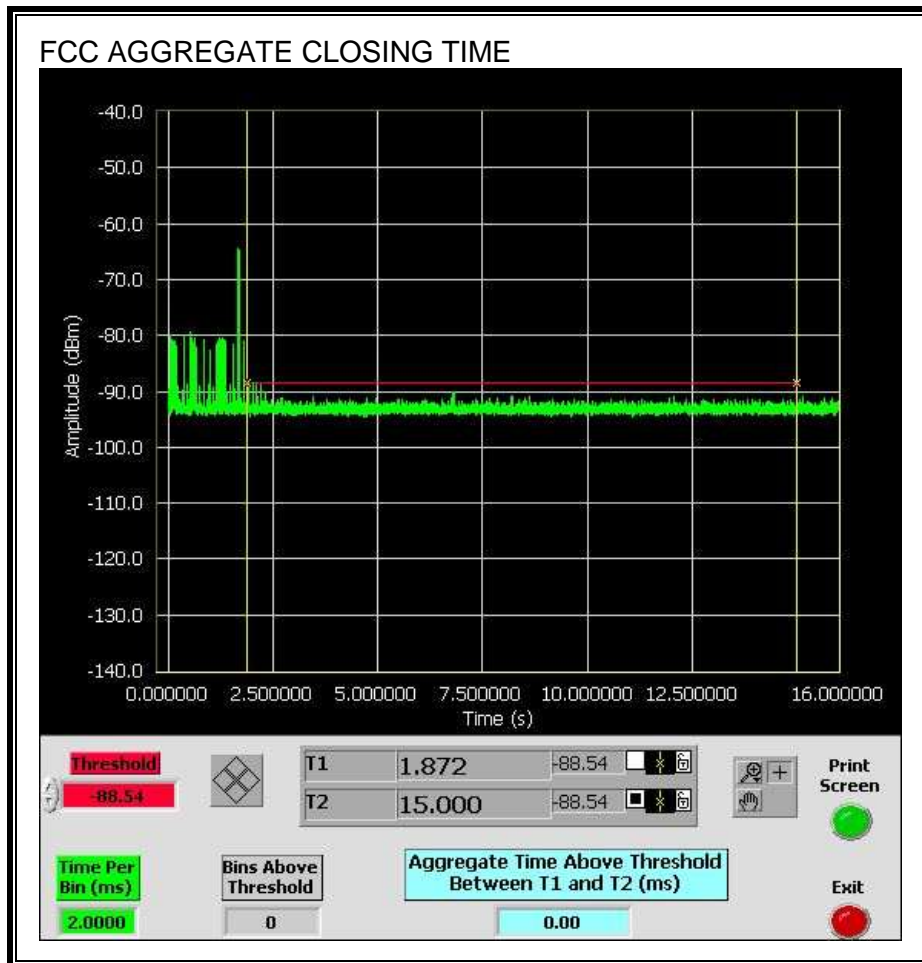 FCC AGGREGATE CLOSING TIME
-40.0
-50.0
-60.0
-70.0
-80.0
-90.0
-100.0
-110.0
-120.0
-130.0
-140.0
Amplitude (dBm)
0.000000 2.500000 5.000000 7.500000 10.000000 12.500000 16.000000
Time (s)
Threshold
-88.54
T1 1.872 -88.54
T2 15.000 -88.54
Print Screen
Time Per Bin (ms)
2.0000
Bins Above Threshold
0
Aggregate Time Above Threshold
Between T1 and T2 (ms)
0.00
Exit